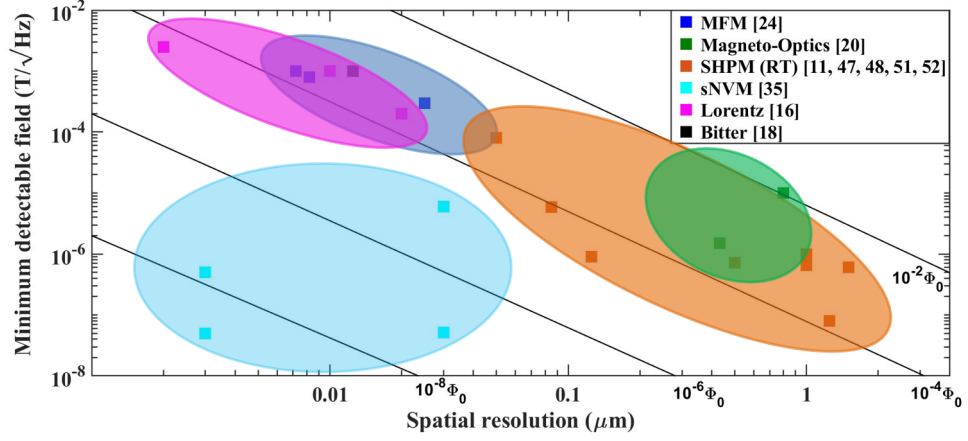 10⁻²
10⁻⁴
10⁻⁶
10⁻⁸
Minimum detectable field (T/√Hz)
MFM [24]
Magneto-Optics [20]
SHPM (RT) [11, 47, 48, 51, 52]
sNVM [35]
Lorentz [16]
Bitter [18]
10⁻²Φ₀
0.01
10⁻⁸Φ₀
0.1
10⁻⁶Φ₀
1
10⁻⁴Φ₀
Spatial resolution (μm)